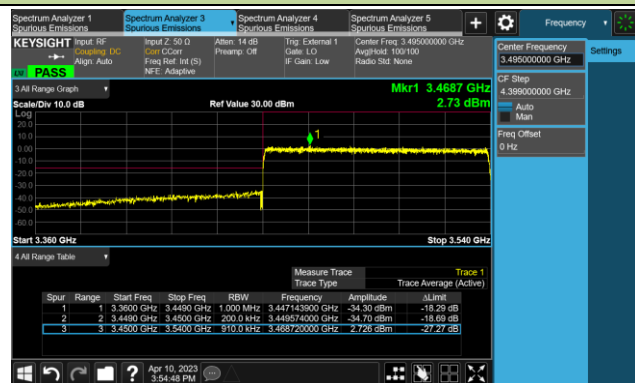 Spectrum Analyzer 1
Spurious Emissions
Spectrum Analyzer 3
Spurious Emissions
Spectrum Analyzer 4
Spurious Emissions
Spectrum Analyzer 5
Spurious Emissions
+
Frequency
KEYSIGHT
Input: RF
Coupling: DC
Align: Auto
Input Z: 50 Ω
Corr CCorr
Freq Ref: Int (S)
NFE: Adaptive
Atten: 14 dB
Preamp: Off
Trig: External 1
Gate: LO
IF Gain: Low
Center Freq: 3.495000000 GHz
Avg|Hold: 100/100
Radio Std: None
PASS
Center Frequency
3.495000000 GHz
Settings
CF Step
4.399000000 GHz
Auto
Man
Freq Offset
0 Hz
3 All Range Graph
Mkr1 3.4687 GHz
Scale/Div 10.0 dB
Ref Value 30.00 dBm
2.73 dBm
Log
20.0
10.0
0.00
-10.0
-20.0
-30.0
-40.0
-50.0
-60.0
1
Start 3.360 GHz
Stop 3.540 GHz
4 All Range Table
Measure Trace Trace 1
Trace Type Trace Average (Active)
Spur Range Start Freq Stop Freq RBW Frequency Amplitude ΔLimit
1 1 3.3600 GHz 3.4490 GHz 1.000 MHz 3.447143900 GHz -34.30 dBm -18.29 dB
2 2 3.4490 GHz 3.4500 GHz 200.0 kHz 3.449574000 GHz -34.70 dBm -18.69 dB
3 3 3.4500 GHz 3.5400 GHz 910.0 kHz 3.468720000 GHz 2.726 dBm -27.27 dB
?
Apr 10, 2023
3:54:48 PM